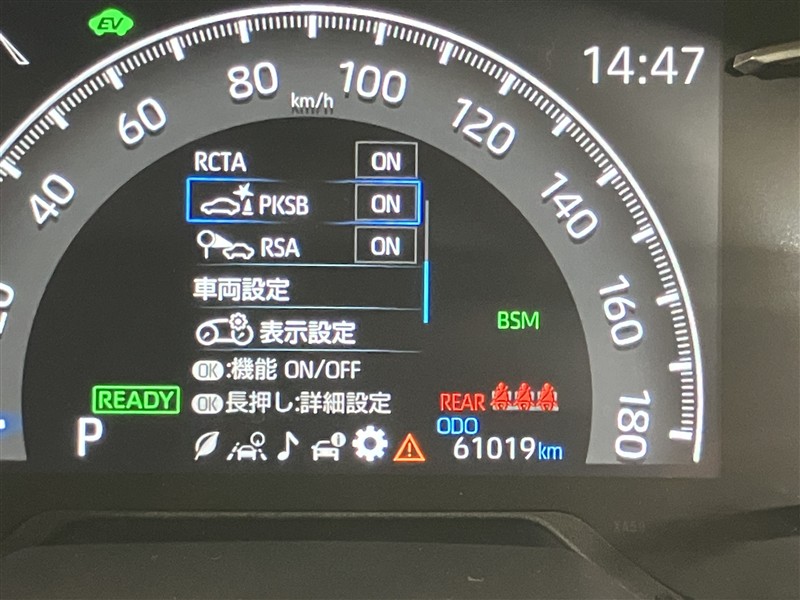 EV
14:47
80
100
km/h
60
120
40
140
RCTA ON
PKSB ON
RSA ON
車両設定
160
BSM
表示設定
OK:機能 ON/OFF
READY
OK長押し:詳細設定
REAR
180
ODO
P
61019km